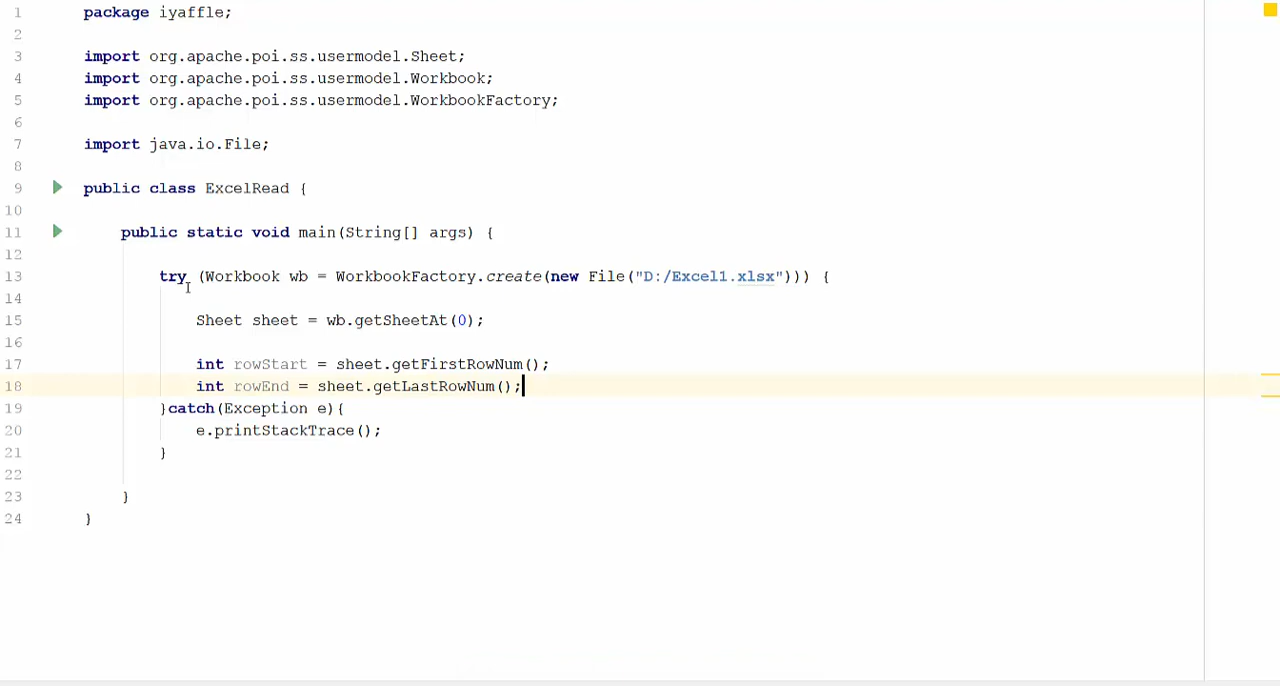 1 package iyaffle;
2
3 import org.apache.poi.ss.usermodel.Sheet;
4 import org.apache.poi.ss.usermodel.Workbook;
5 import org.apache.poi.ss.usermodel.WorkbookFactory;
6
7 import java.io.File;
8
9 public class ExcelRead {
10
11 public static void main(String[] args) {
12
13 try (Workbook wb = WorkbookFactory.create(new File("D:/Excel1.xlsx"))) {
14
15 Sheet sheet = wb.getSheetAt(0);
16
17 int rowStart = sheet.getFirstRowNum();
18 int rowEnd = sheet.getLastRowNum();
19 }catch(Exception e){
20 e.printStackTrace();
21 }
22
23 }
24 }